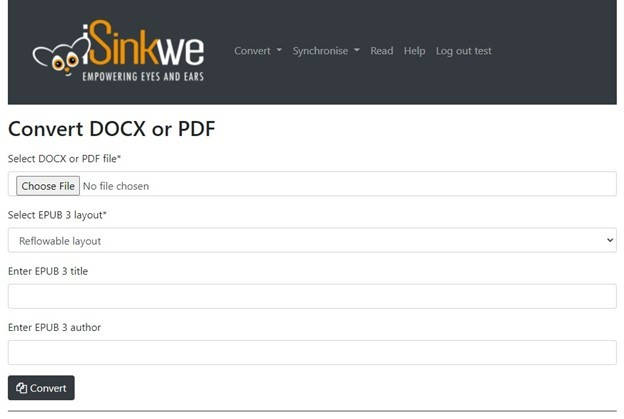 iSinkwe
EMPOWERING EYES AND EARS
Convert Synchronise Read Help Log out test
Convert DOCX or PDF
Select DOCX or PDF file*
Choose File No file chosen
Select EPUB 3 layout*
Reflowable layout
Enter EPUB 3 title
Enter EPUB 3 author
Convert